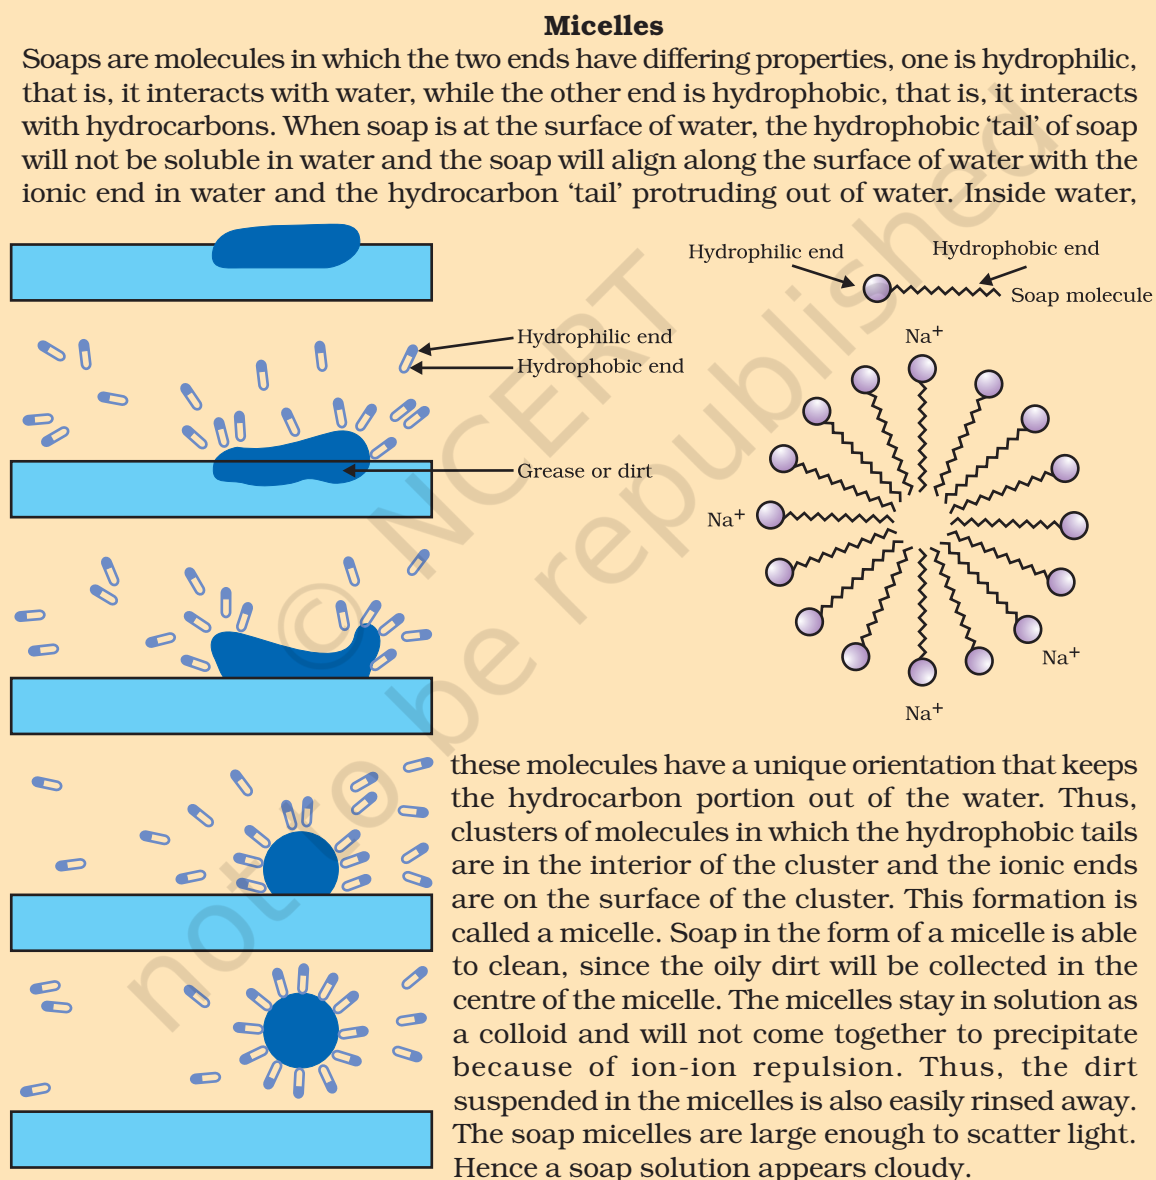 Micelles
Soaps are molecules in which the two ends have differing properties, one is hydrophilic,
that is, it interacts with water, while the other end is hydrophobic, that is, it interacts
with hydrocarbons. When soap is at the surface of water, the hydrophobic ‘tail’ of soap
will not be soluble in water and the soap will align along the surface of water with the
ionic end in water and the hydrocarbon ‘tail’ protruding out of water. Inside water,
Hydrophilic end
Hydrophobic end
Grease or dirt
Hydrophilic end
Hydrophobic end
Soap molecule
Na+
Na+
Na+
Na+
these molecules have a unique orientation that keeps
the hydrocarbon portion out of the water. Thus,
clusters of molecules in which the hydrophobic tails
are in the interior of the cluster and the ionic ends
are on the surface of the cluster. This formation is
called a micelle. Soap in the form of a micelle is able
to clean, since the oily dirt will be collected in the
centre of the micelle. The micelles stay in solution as
a colloid and will not come together to precipitate
because of ion-ion repulsion. Thus, the dirt
suspended in the micelles is also easily rinsed away.
The soap micelles are large enough to scatter light.
Hence a soap solution appears cloudy.
© NCERT
not to be republished